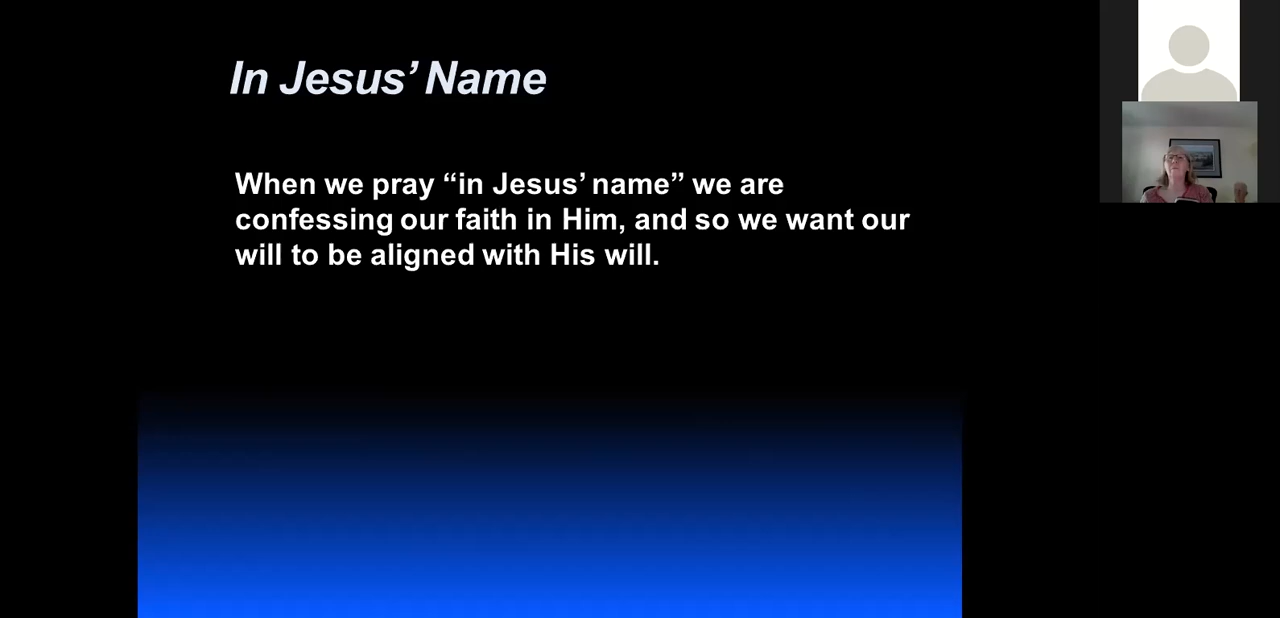 In Jesus’ Name
When we pray “in Jesus’ name” we are
confessing our faith in Him, and so we want our
will to be aligned with His will.